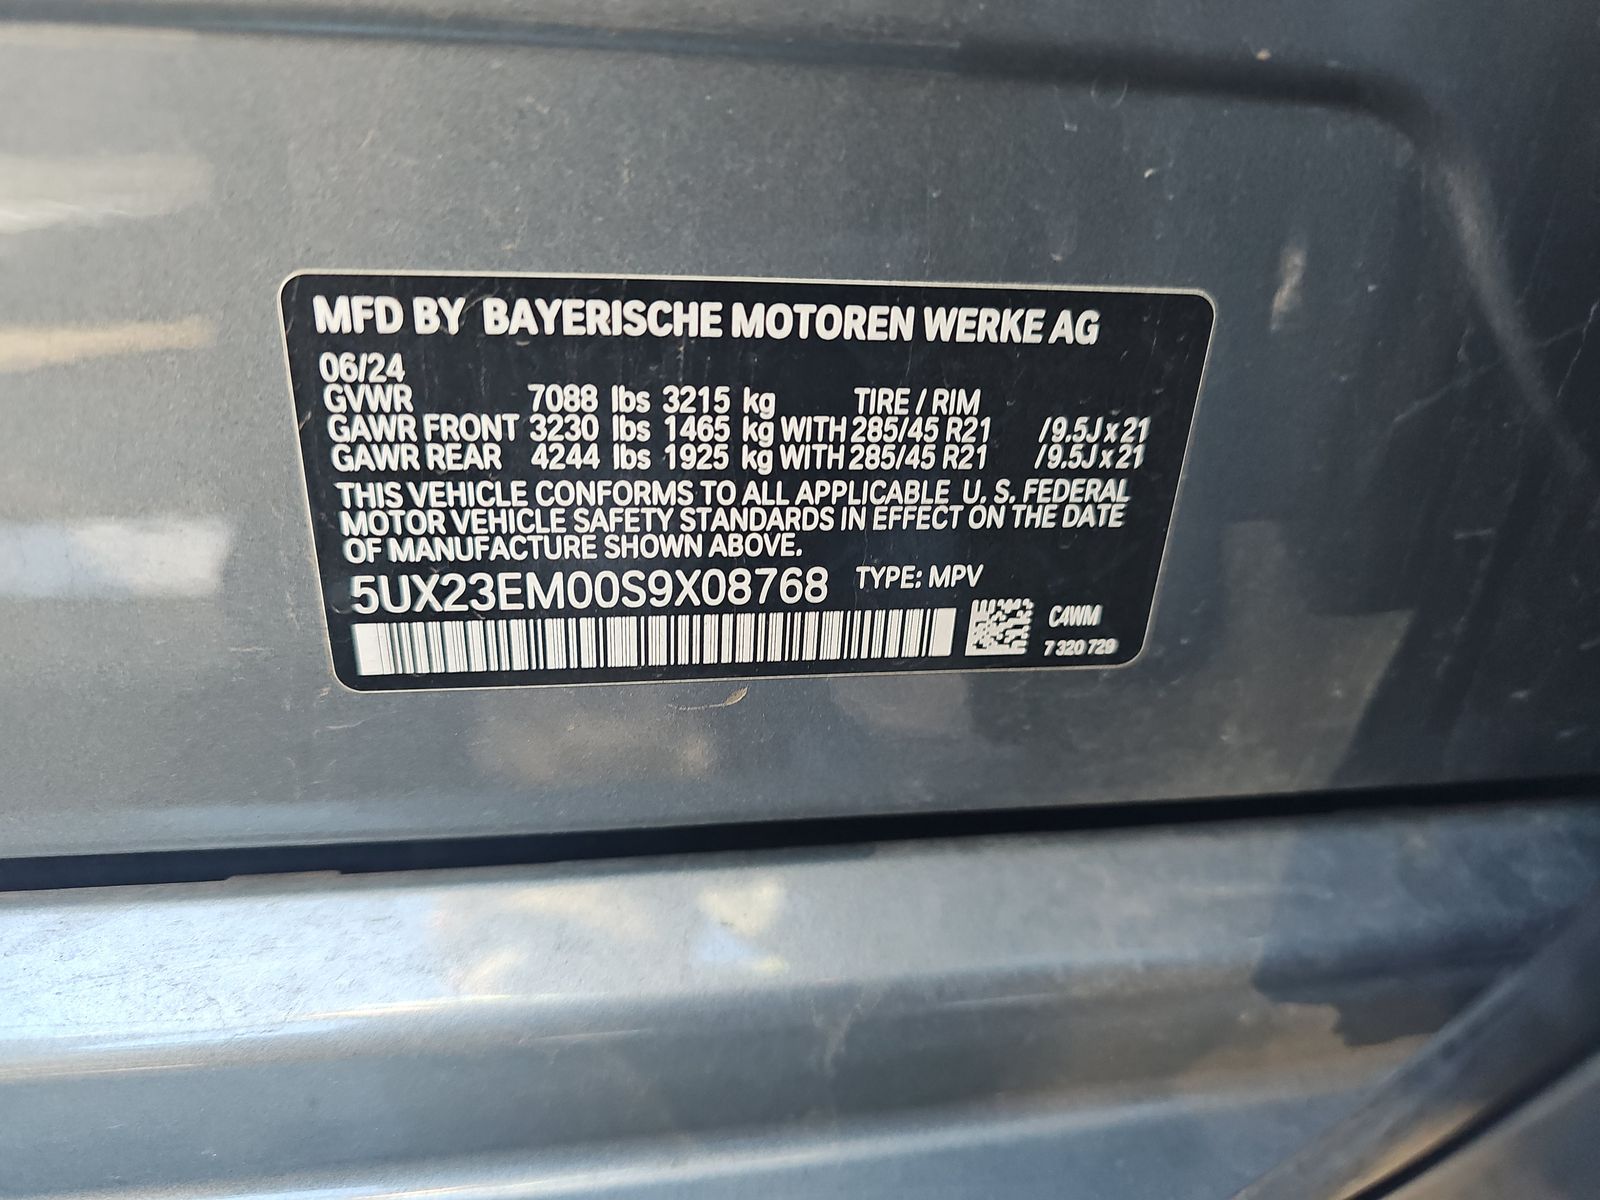 MFD BY BAYERISCHE MOTOREN WERKE AG
06/24
GVWR 7088 lbs 3215 kg TIRE / RIM
GAWR FRONT 3230 lbs 1465 kg WITH 285/45 R21 /9.5J x 21
GAWR REAR 4244 lbs 1925 kg WITH 285/45 R21 /9.5J x 21
THIS VEHICLE CONFORMS TO ALL APPLICABLE U. S. FEDERAL
MOTOR VEHICLE SAFETY STANDARDS IN EFFECT ON THE DATE
OF MANUFACTURE SHOWN ABOVE.
5UX23EM00S9X08768 TYPE: MPV
C4WM
7 320 729